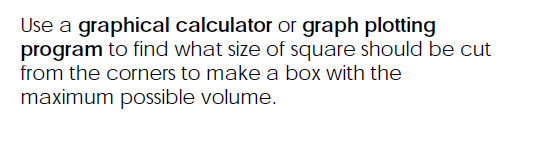 Use a graphical calculator or graph plotting
program to find what size of square should be cut
from the corners to make a box with the
maximum possible volume.